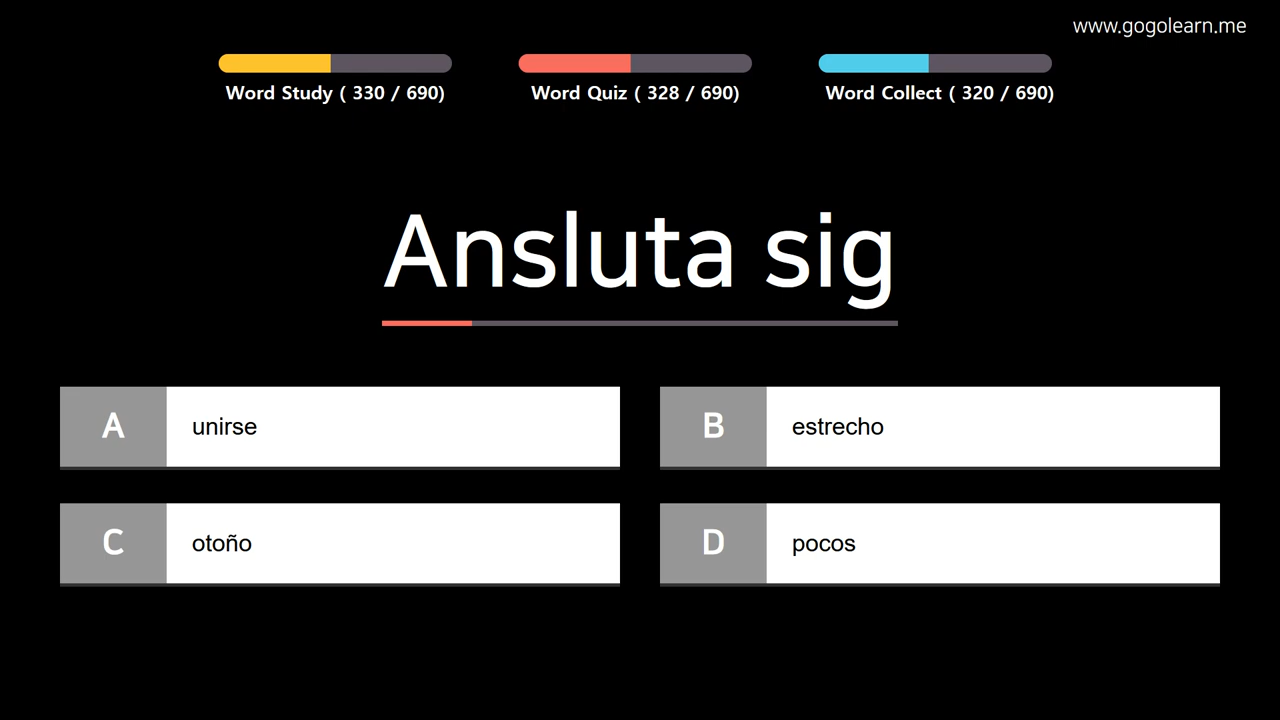 www.gogolearn.me
Word Study ( 330 / 690)
Word Quiz ( 328 / 690)
Word Collect ( 320 / 690)
Ansluta sig
A unirse
B estrecho
C otoño
D pocos